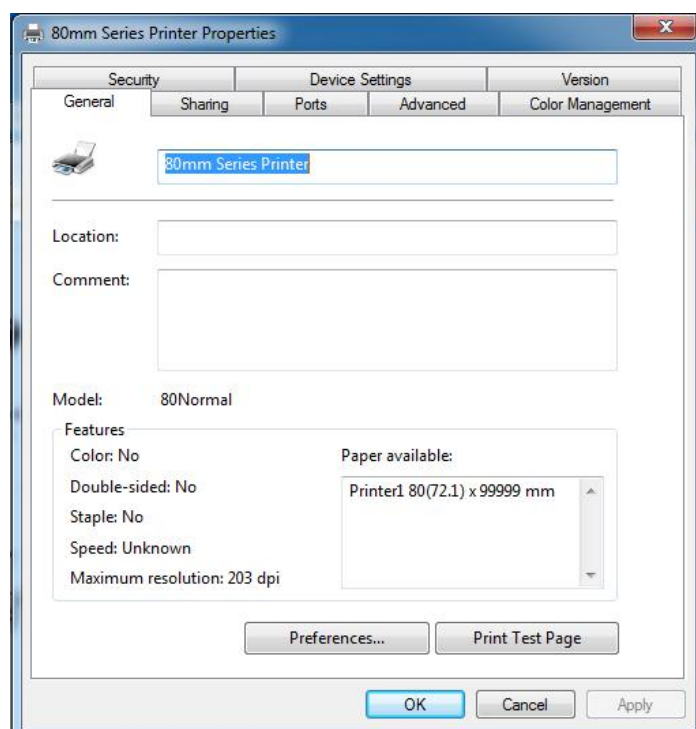 80mm Series Printer Properties
Security Device Settings Version
General Sharing Ports Advanced Color Management
80mm Series Printer
Location:
Comment:
Model: 80Normal
Features
Color: No Paper available:
Double-sided: No Printer1 80(72.1) x 99999 mm
Staple: No
Speed: Unknown
Maximum resolution: 203 dpi
Preferences... Print Test Page
OK Cancel Apply